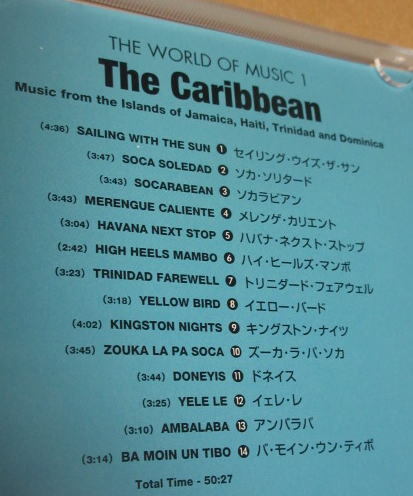 THE WORLD OF MUSIC 1
The Caribbean
Music from the Islands of Jamaica, Haiti, Trinidad and Dominica
(4:36) SAILING WITH THE SUN ❶ セイリング・ウイズ・ザ・サン
(3:47) SOCA SOLEDAD ❷ ソカ・ソリタード
(3:43) SOCARABEAN ❸ ソカラビアン
(3:43) MERENGUE CALIENTE ❹ メレンゲ・カリエント
(3:04) HAVANA NEXT STOP ❺ ハバナ・ネクスト・ストップ
(2:42) HIGH HEELS MAMBO ❻ ハイ・ヒールズ・マンボ
(3:23) TRINIDAD FAREWELL ❼ トリニダード・フェアウェル
(3:18) YELLOW BIRD ❽ イエロー・バード
(4:02) KINGSTON NIGHTS ❾ キングストン・ナイツ
(3:45) ZOUKA LA PA SOCA ❿ ズーカ・ラ・パ・ソカ
(3:44) DONEYIS ⓫ ドネイス
(3:25) YELE LE ⓬ イェレ・レ
(3:10) AMBALABA ⓭ アンバラバ
(3:14) BA MOIN UN TIBO ⓮ バ・モイン・ウン・ティボ
Total Time - 50:27